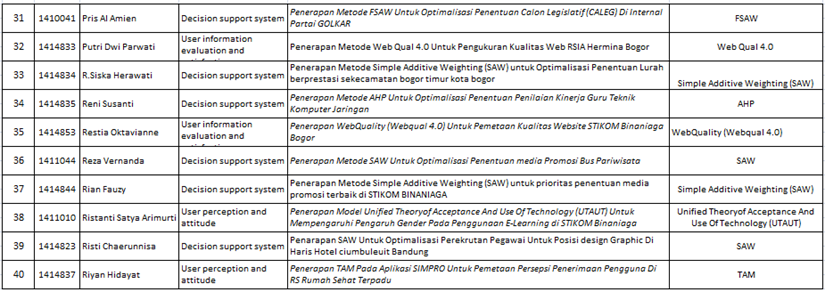 31 1410041 Pris Al Amien Decision support system Penerapan Metode FSAW Untuk Optimalisasi Penentuan Calon Legislatif (CALEG) Di Internal
Partai GOLKAR FSAW
32 1414833 Putri Dwi Parwati User information
evaluation and
Penerapan Metode Web Qual 4.0 Untuk Pengukuran Kualitas Web RSIA Hermina Bogor Web Qual 4.0
33 1414834 R.Siska Herawati Decision support system Penerapan Metode Simple Additive Weighting (SAW) untuk Optimalisasi Penentuan Lurah
berprestasi sekecamatan bogor timur kota bogor Simple Additive Weighting (SAW)
34 1414835 Reni Susanti Decision support system Penerapan Metode AHP Untuk Optimalisasi Penentuan Penilaian Kinerja Guru Teknik
Komputer Jaringan AHP
35 1414853 Restia Oktavianne User information
evaluation and
Penerapan WebQuality (Webqual 4.0) Untuk Pemetaan Kualitas Website STIKOM Binaniaga
Bogor WebQuality (Webqual 4.0)
36 1411044 Reza Vernanda Decision support system Penerapan Metode SAW Untuk Optimalisasi Penentuan media Promosi Bus Pariwisata SAW
37 1414844 Rian Fauzy Decision support system Penerapan Metode Simple Additive Weighting (SAW) untuk prioritas penentuan media
promosi terbaik di STIKOM BINANIAGA Simple Additive Weighting (SAW)
38 1411010 Ristanti Satya Arimurti User perception and
attitude
Penerapan Model Unified Theoryof Acceptance And Use Of Technology (UTAUT) Untuk
Mempengaruhi Pengaruh Gender Pada Penggunaan E-Learning di STIKOM Binaniaga
Unified Theoryof Acceptance And
Use Of Technology (UTAUT)
39 1414823 Risti Chaerunnisa Decision support system Penarapan SAW Untuk Optimalisasi Perekrutan Pegawai Untuk Posisi design Graphic Di
Haris Hotel ciumbuleuit Bandung SAW
40 1414837 Riyan Hidayat User perception and
attitude
Penerapan TAM Pada Aplikasi SIMPRO Untuk Pemetaan Persepsi Penerimaan Pengguna Di
RS Rumah Sehat Terpadu TAM